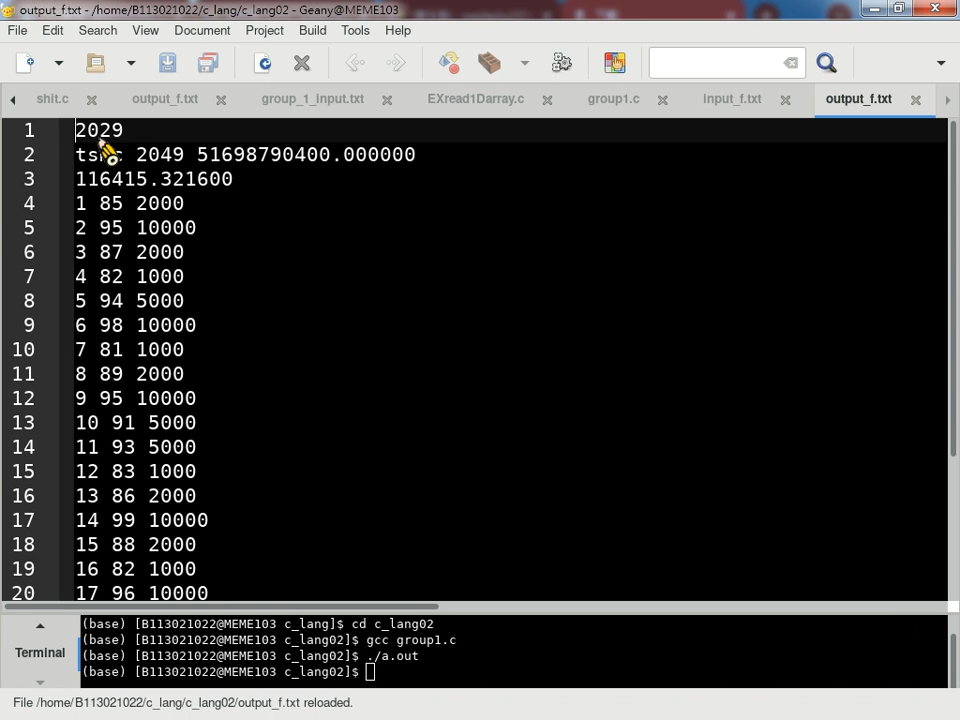 output_f.txt - /home/B113021022/c_lang/c_lang02 - Geany@MEME103
File Edit Search View Document Project Build Tools Help
shit.c output_f.txt group_1_input.txt EXread1Darray.c group1.c input_f.txt output_f.txt
1 2029
2 2049 51698790400.000000
3 116415.321600
4 1 85 2000
5 2 95 10000
6 3 87 2000
7 4 82 1000
8 5 94 5000
9 6 98 10000
10 7 81 1000
11 8 89 2000
12 9 95 10000
13 10 91 5000
14 11 93 5000
15 12 83 1000
16 13 86 2000
17 14 99 10000
18 15 88 2000
19 16 82 1000
20 17 96 10000
Terminal
(base) [B113021022@MEME103 c_lang]$ cd c_lang02
(base) [B113021022@MEME103 c_lang02]$ gcc group1.c
(base) [B113021022@MEME103 c_lang02]$ ./a.out
(base) [B113021022@MEME103 c_lang02]$
File /home/B113021022/c_lang/c_lang02/output_f.txt reloaded.